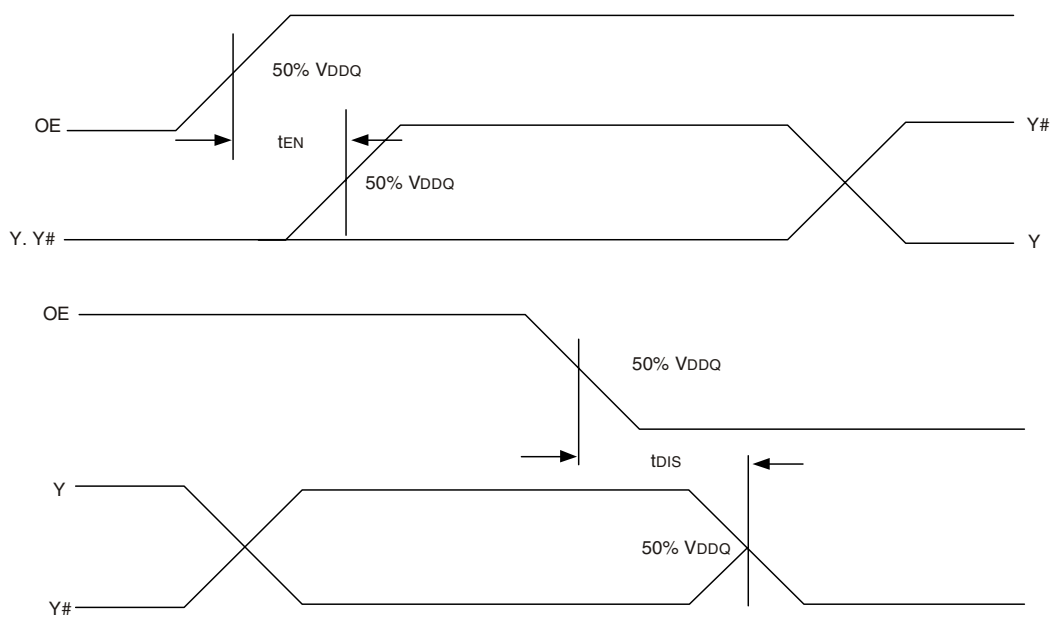 50% VDDQ
OE
tEN
Y#
50% VDDQ
Y. Y#
Y
OE
50% VDDQ
tDIS
Y
50% VDDQ
Y#